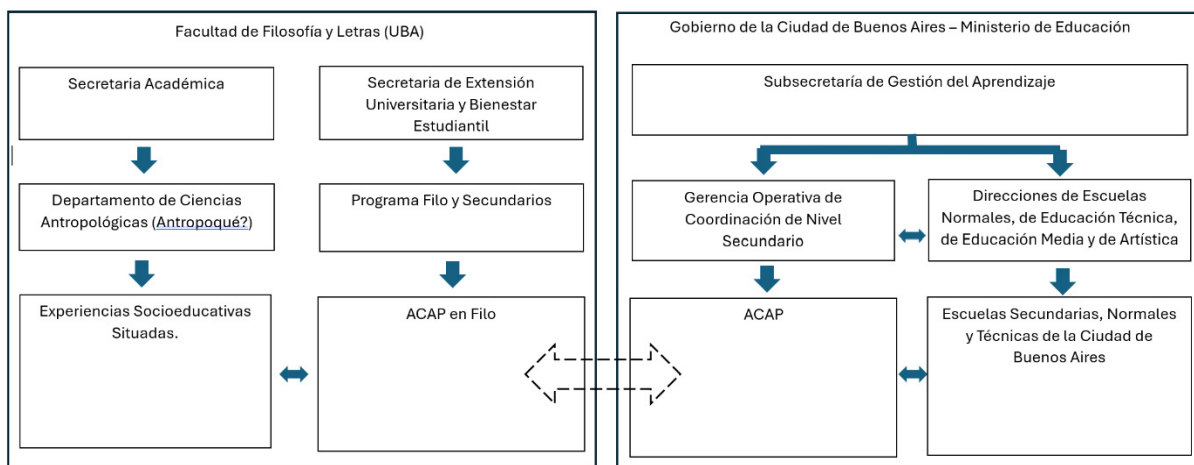 Facultad de Filosofía y Letras (UBA)
Secretaria Académica
Secretaria de Extensión
Universitaria y Bienestar
Estudiantil
Departamento de Ciencias
Antropológicas (Antropoqué?)
Programa Filo y Secundarios
Experiencias Socioeducativas
Situadas.
ACAP en Filo
Gobierno de la Ciudad de Buenos Aires – Ministerio de Educación
Subsecretaría de Gestión del Aprendizaje
Gerencia Operativa de
Coordinación de Nivel
Secundario
Direcciones de Escuelas
Normales, de Educación Técnica,
de Educación Media y de Artística
ACAP
Escuelas Secundarias, Normales
y Técnicas de la Ciudad de
Buenos Aires